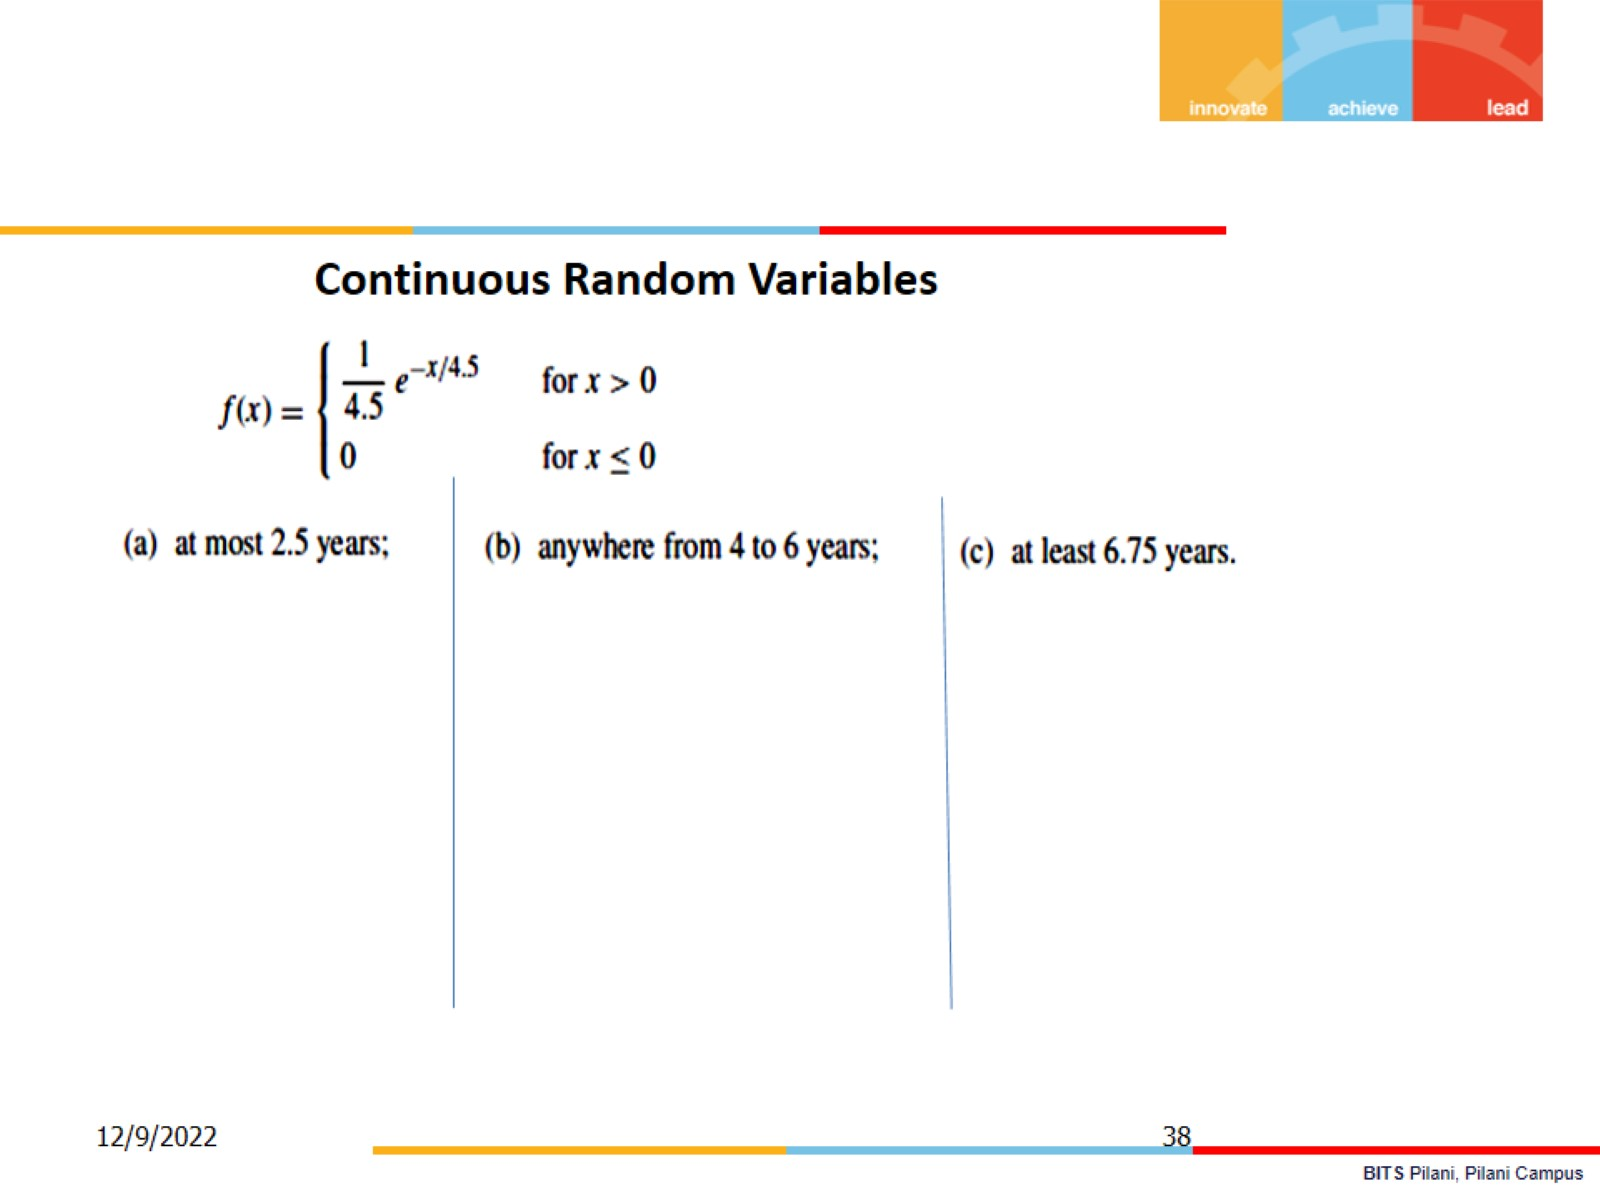 innovate achieve lead
Continuous Random Variables
f(x) = { 1/4.5 e^{-x/4.5} for x > 0
0 for x ≤ 0
(a) at most 2.5 years; (b) anywhere from 4 to 6 years; (c) at least 6.75 years.
12/9/2022 38
BITS Pilani, Pilani Campus